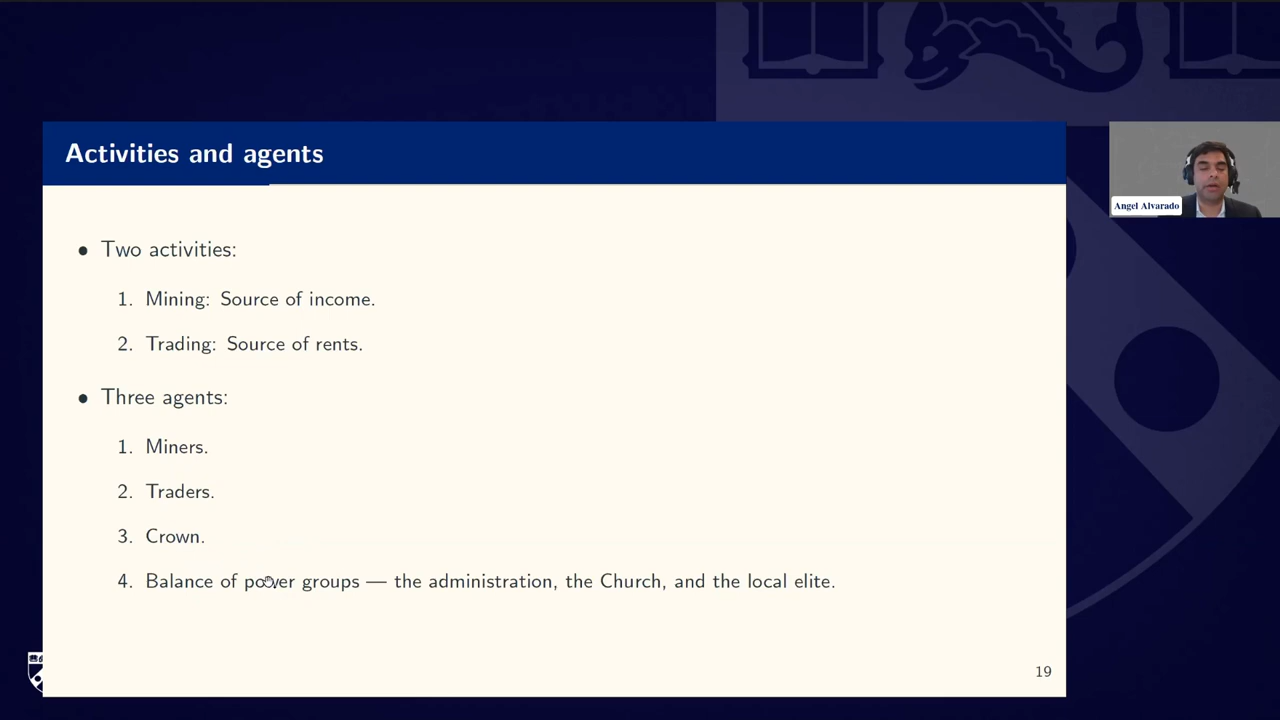 Activities and agents
Angel Alvarado
• Two activities:
1. Mining: Source of income.
2. Trading: Source of rents.
• Three agents:
1. Miners.
2. Traders.
3. Crown.
4. Balance of power groups — the administration, the Church, and the local elite.
19